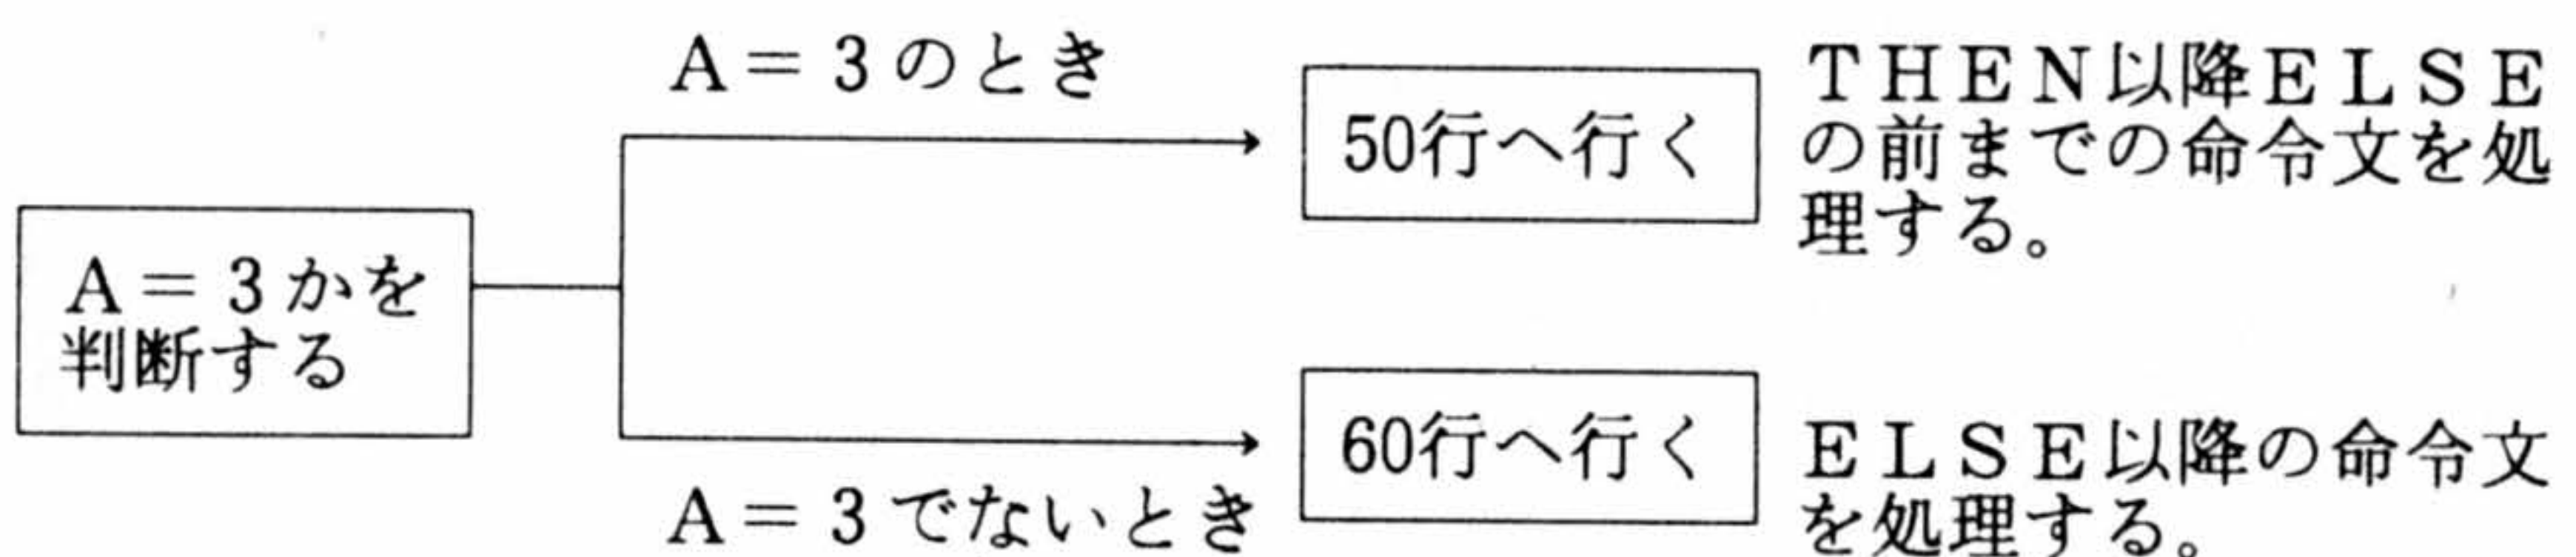 A＝3のとき
50行へ行く
THEN以降ELSE
の前までの命令文を処
理する。
A＝3かを
判断する
A＝3でないとき
60行へ行く
ELSE以降の命令文
を処理する。